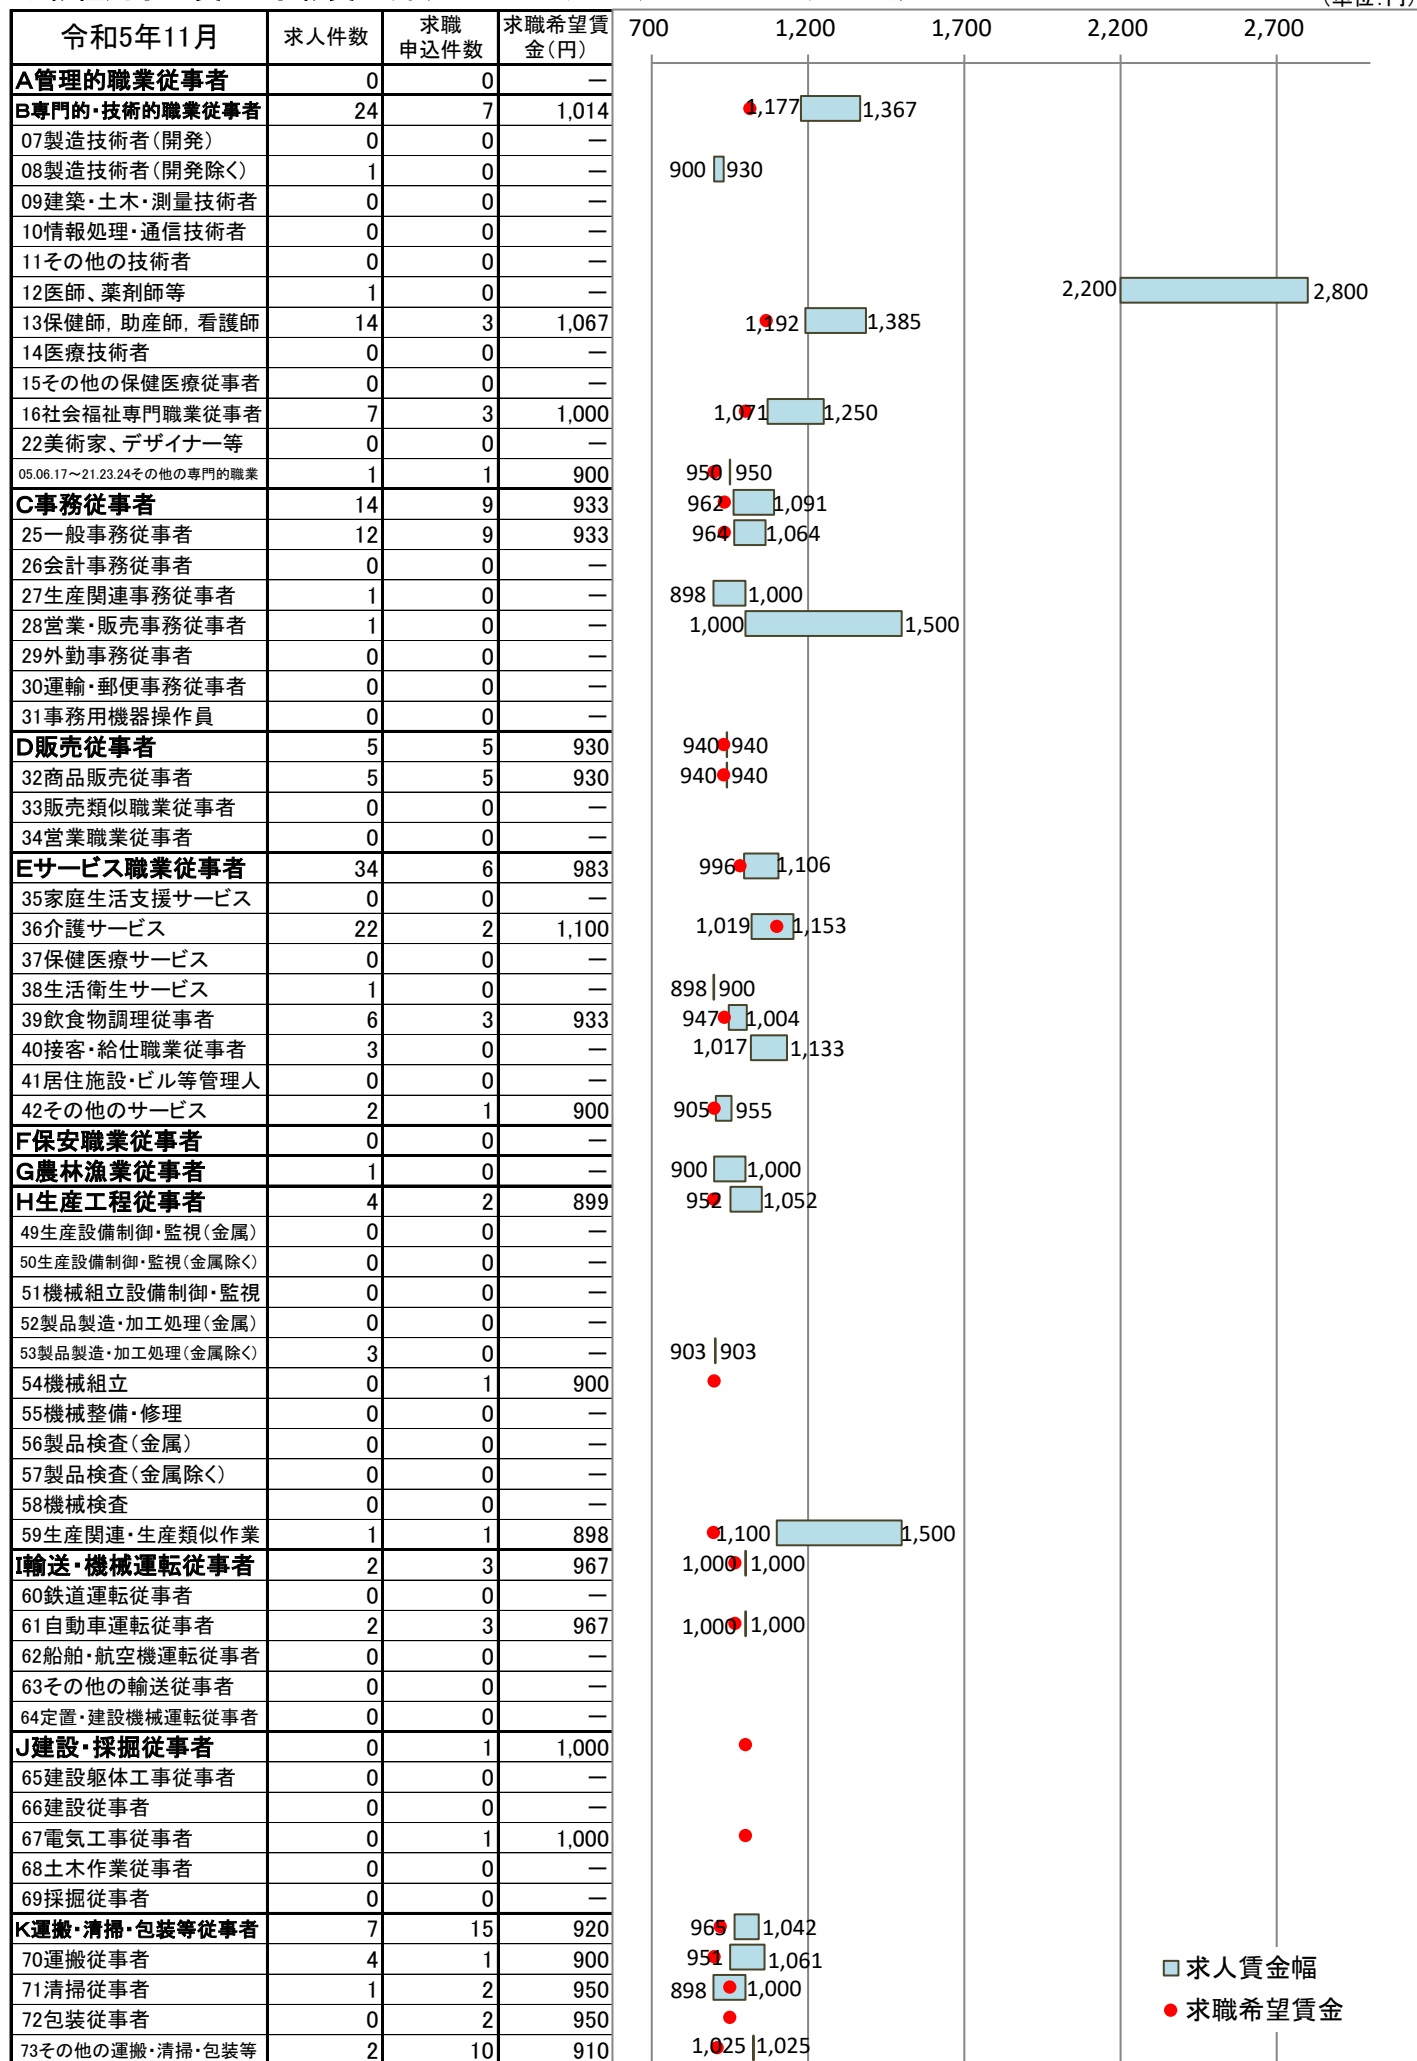 (単位:円)
令和5年11月 求人件数 求職申込件数 求職希望賃金(円) 700 1,200 1,700 2,200 2,700
A管理的職業従事者 0 0 ―
B専門的・技術的職業従事者 24 7 1,014 1,177 1,367
07製造技術者(開発) 0 0 ―
08製造技術者(開発除く) 1 0 ― 900 930
09建築・土木・測量技術者 0 0 ―
10情報処理・通信技術者 0 0 ―
11その他の技術者 0 0 ―
12医師、薬剤師等 1 0 ― 2,200 2,800
13保健師, 助産師, 看護師 14 3 1,067 1,192 1,385
14医療技術者 0 0 ―
15その他の保健医療従事者 0 0 ―
16社会福祉専門職業従事者 7 3 1,000 1,071 1,250
22美術家、デザイナー等 0 0 ―
05.06.17~21.23.24その他の専門的職業 1 1 900 950 950
C事務従事者 14 9 933 962 1,091
25一般事務従事者 12 9 933 964 1,064
26会計事務従事者 0 0 ―
27生産関連事務従事者 1 0 ― 898 1,000
28営業・販売事務従事者 1 0 ― 1,000 1,500
29外勤事務従事者 0 0 ―
30運輸・郵便事務従事者 0 0 ―
31事務用機器操作員 0 0 ―
D販売従事者 5 5 930 940 940
32商品販売従事者 5 5 930 940 940
33販売類似職業従事者 0 0 ―
34営業職業従事者 0 0 ―
Eサービス職業従事者 34 6 983 996 1,106
35家庭生活支援サービス 0 0 ―
36介護サービス 22 2 1,100 1,019 1,153
37保健医療サービス 0 0 ―
38生活衛生サービス 1 0 ― 898 900
39飲食物調理従事者 6 3 933 947 1,004
40接客・給仕職業従事者 3 0 ― 1,017 1,133
41居住施設・ビル等管理人 0 0 ―
42その他のサービス 2 1 900 905 955
F保安職業従事者 0 0 ―
G農林漁業従事者 1 0 ― 900 1,000
H生産工程従事者 4 2 899 952 1,052
49生産設備制御・監視(金属) 0 0 ―
50生産設備制御・監視(金属除く) 0 0 ―
51機械組立設備制御・監視 0 0 ―
52製品製造・加工処理(金属) 0 0 ―
53製品製造・加工処理(金属除く) 3 0 ― 903 903
54機械組立 0 1 900
55機械整備・修理 0 0 ―
56製品検査(金属) 0 0 ―
57製品検査(金属除く) 0 0 ―
58機械検査 0 0 ―
59生産関連・生産類似作業 1 1 898 1,100 1,500
I輸送・機械運転従事者 2 3 967 1,000 1,000
60鉄道運転従事者 0 0 ―
61自動車運転従事者 2 3 967 1,000 1,000
62船舶・航空機運転従事者 0 0 ―
63その他の輸送従事者 0 0 ―
64定置・建設機械運転従事者 0 0 ―
J建設・採掘従事者 0 1 1,000
65建設躯体工事従事者 0 0 ―
66建設従事者 0 0 ―
67電気工事従事者 0 1 1,000
68土木作業従事者 0 0 ―
69採掘従事者 0 0 ―
K運搬・清掃・包装等従事者 7 15 920 965 1,042
70運搬従事者 4 1 900 951 1,061
71清掃従事者 1 2 950 898 1,000
72包装従事者 0 2 950
73その他の運搬・清掃・包装等 2 10 910 1,025 1,025
求人賃金幅
求職希望賃金